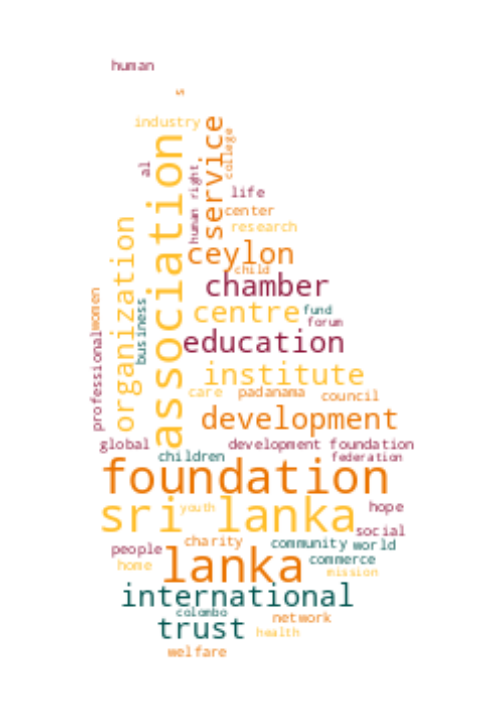 human
s
industry
association
service
college
al
human right
life
center
research
organization
ceylon
child
chamber
women
business
centre
fund
forum
professional
education
institute
care
padanama
council
development
global
development foundation
children
federation
foundation
sri lanka
youth
hope
social
people
charity
community
world
lanka
commerce
home
mission
international
colombo
trust
network
health
welfare